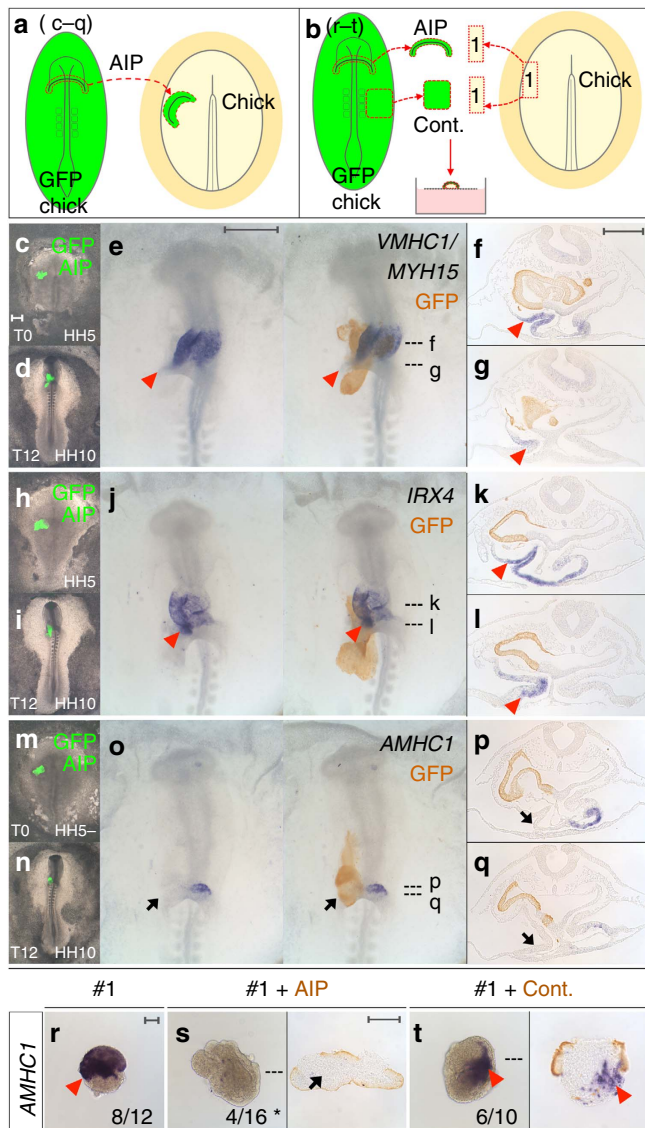 a
( c–q)
AIP
Chick
GFP
chick
b
(r–t)
AIP
1
1
1
Chick
Cont.
GFP
chick
c
GFP
AIP
T0
HH5
d
T12
HH10
e
VMHC1/
MYH15
GFP
f
g
f
g
h
GFP
AIP
HH5
i
T12
HH10
j
IRX4
GFP
k
l
k
l
m
GFP
AIP
T0
HH5–
n
T12
HH10
o
AMHC1
GFP
p
q
p
q
#1
#1 + AIP
#1 + Cont.
AMHC1
r
8/12
s
4/16 *
t
6/10